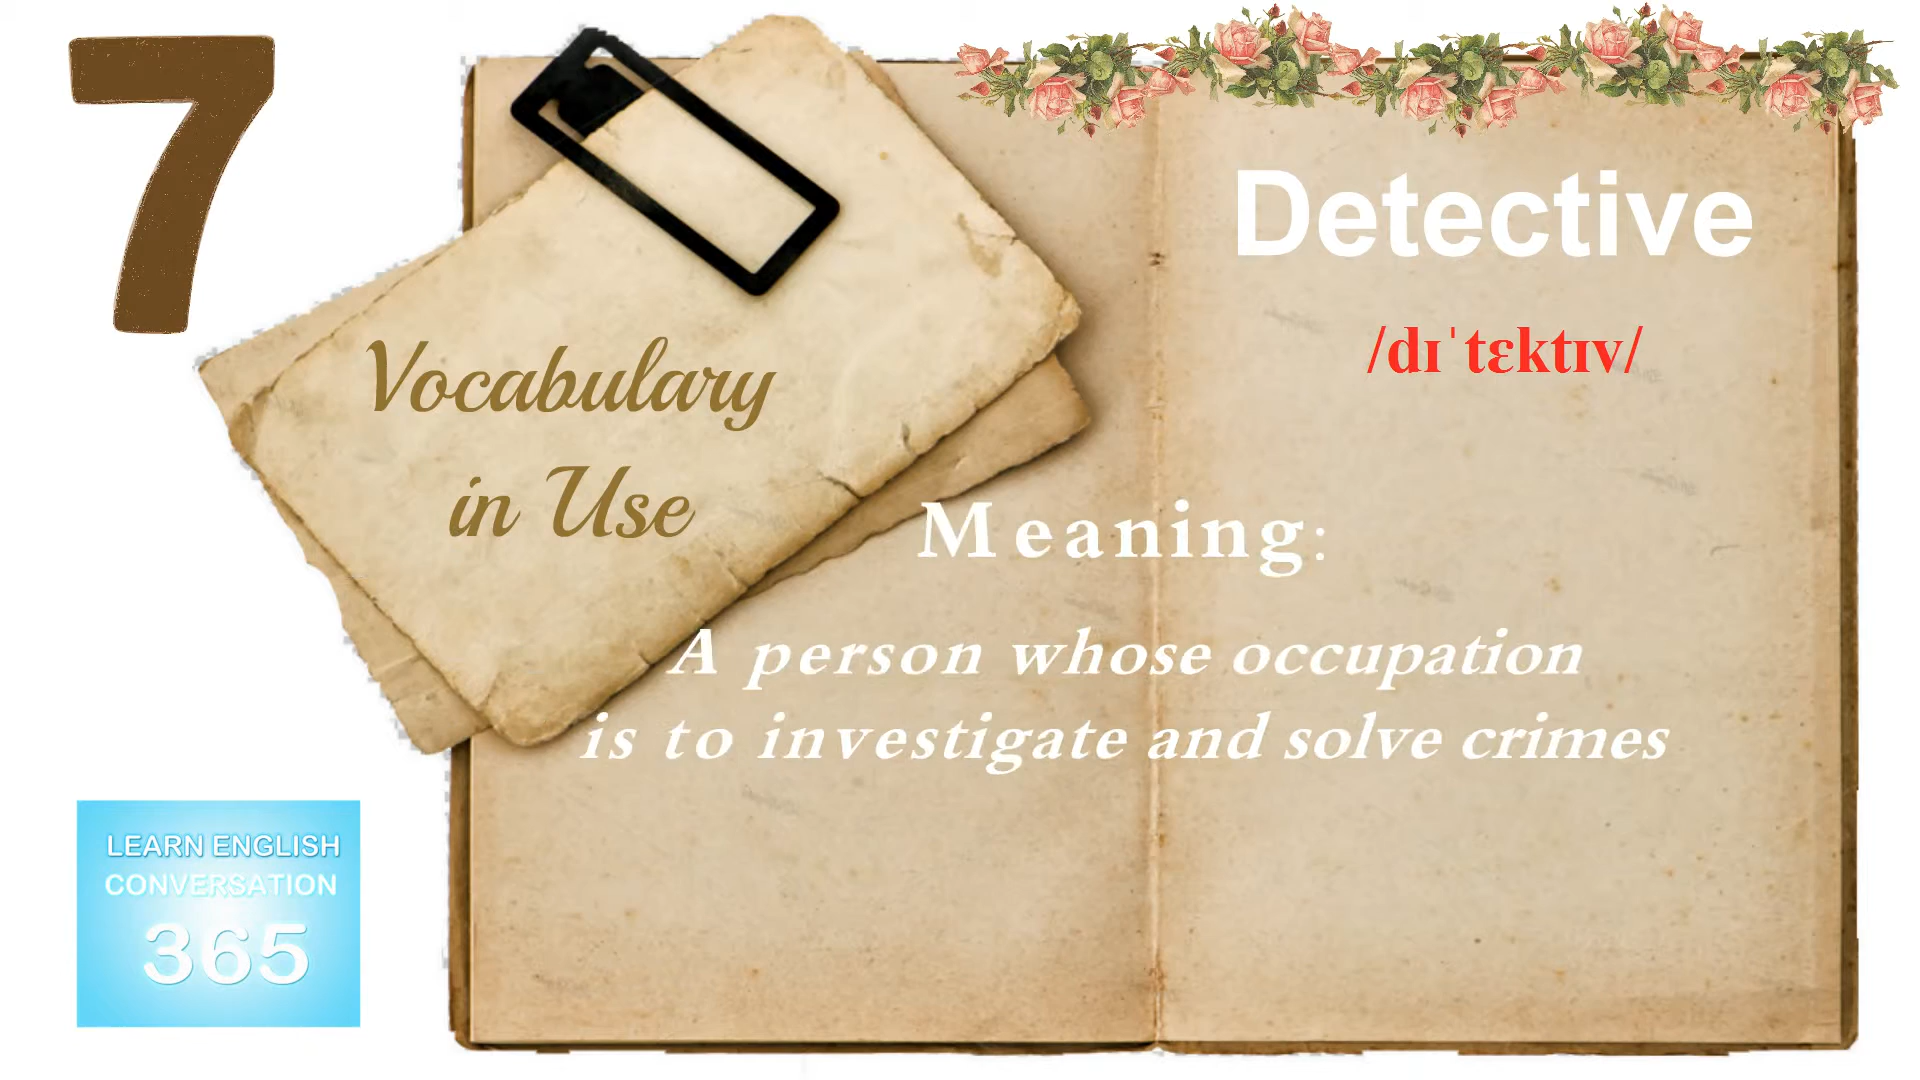 7
Vocabulary
in Use
Detective
/dɪˈtɛktɪv/
Meaning:
A person whose occupation
is to investigate and solve crimes
LEARN ENGLISH
CONVERSATION
365